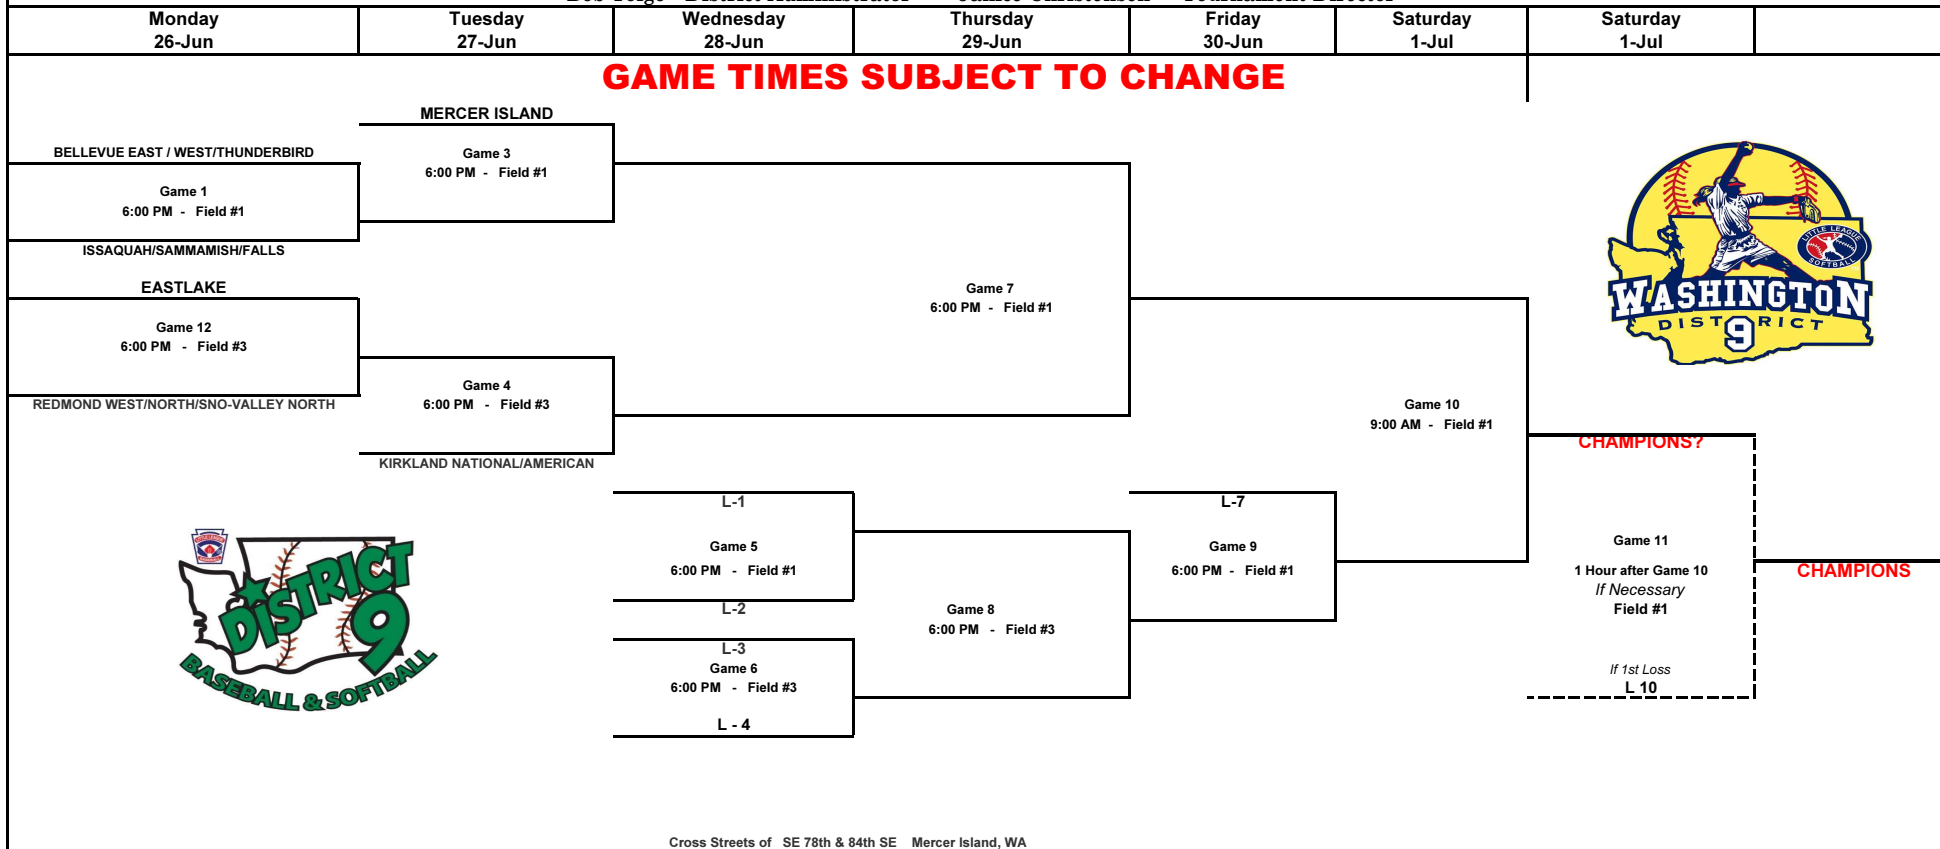 Monday Tuesday Wednesday Thursday Friday Saturday Saturday
26-Jun 27-Jun 28-Jun 29-Jun 30-Jun 1-Jul 1-Jul
GAME TIMES SUBJECT TO CHANGE
MERCER ISLAND
BELLEVUE EAST / WEST/THUNDERBIRD
Game 3
6:00 PM - Field #1
Game 1
6:00 PM - Field #1
ISSAQUAH/SAMMAMISH/FALLS
EASTLAKE
Game 12
6:00 PM - Field #3
REDMOND WEST/NORTH/SNO-VALLEY NORTH
Game 4
6:00 PM - Field #3
KIRKLAND NATIONAL/AMERICAN
Game 7
6:00 PM - Field #1
LITTLE LEAGUE
SOFTBALL
WASHINGTON
DISTRICT
9
Game 10
9:00 AM - Field #1
CHAMPIONS?
L-1
Game 5
6:00 PM - Field #1
L-2
L-3
Game 6
6:00 PM - Field #3
L - 4
Game 8
6:00 PM - Field #3
L-7
Game 9
6:00 PM - Field #1
Game 11
1 Hour after Game 10
If Necessary
Field #1
If 1st Loss
L 10
CHAMPIONS
DISTRICT
9
BASEBALL & SOFTBALL
Cross Streets of SE 78th & 84th SE Mercer Island, WA